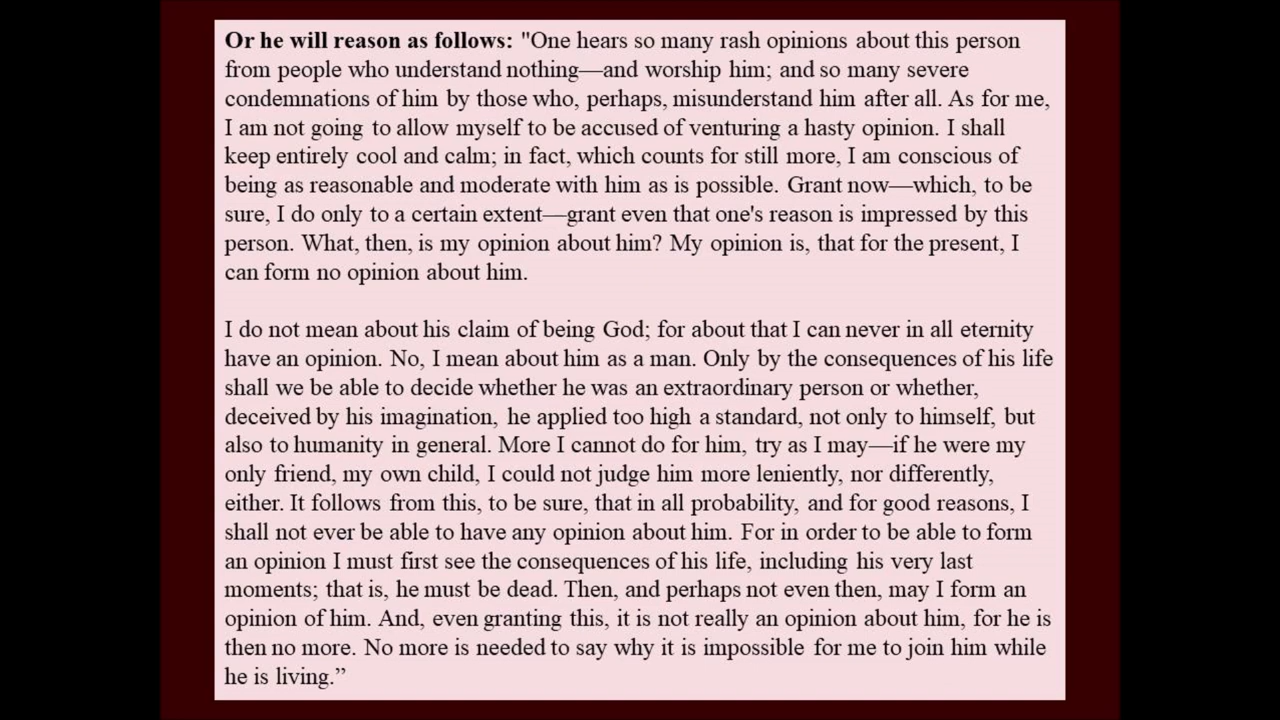 Or he will reason as follows: "One hears so many rash opinions about this person
from people who understand nothing—and worship him; and so many severe
condemnations of him by those who, perhaps, misunderstand him after all. As for me,
I am not going to allow myself to be accused of venturing a hasty opinion. I shall
keep entirely cool and calm; in fact, which counts for still more, I am conscious of
being as reasonable and moderate with him as is possible. Grant now—which, to be
sure, I do only to a certain extent—grant even that one's reason is impressed by this
person. What, then, is my opinion about him? My opinion is, that for the present, I
can form no opinion about him.
I do not mean about his claim of being God; for about that I can never in all eternity
have an opinion. No, I mean about him as a man. Only by the consequences of his life
shall we be able to decide whether he was an extraordinary person or whether,
deceived by his imagination, he applied too high a standard, not only to himself, but
also to humanity in general. More I cannot do for him, try as I may—if he were my
only friend, my own child, I could not judge him more leniently, nor differently,
either. It follows from this, to be sure, that in all probability, and for good reasons, I
shall not ever be able to have any opinion about him. For in order to be able to form
an opinion I must first see the consequences of his life, including his very last
moments; that is, he must be dead. Then, and perhaps not even then, may I form an
opinion of him. And, even granting this, it is not really an opinion about him, for he is
then no more. No more is needed to say why it is impossible for me to join him while
he is living.”